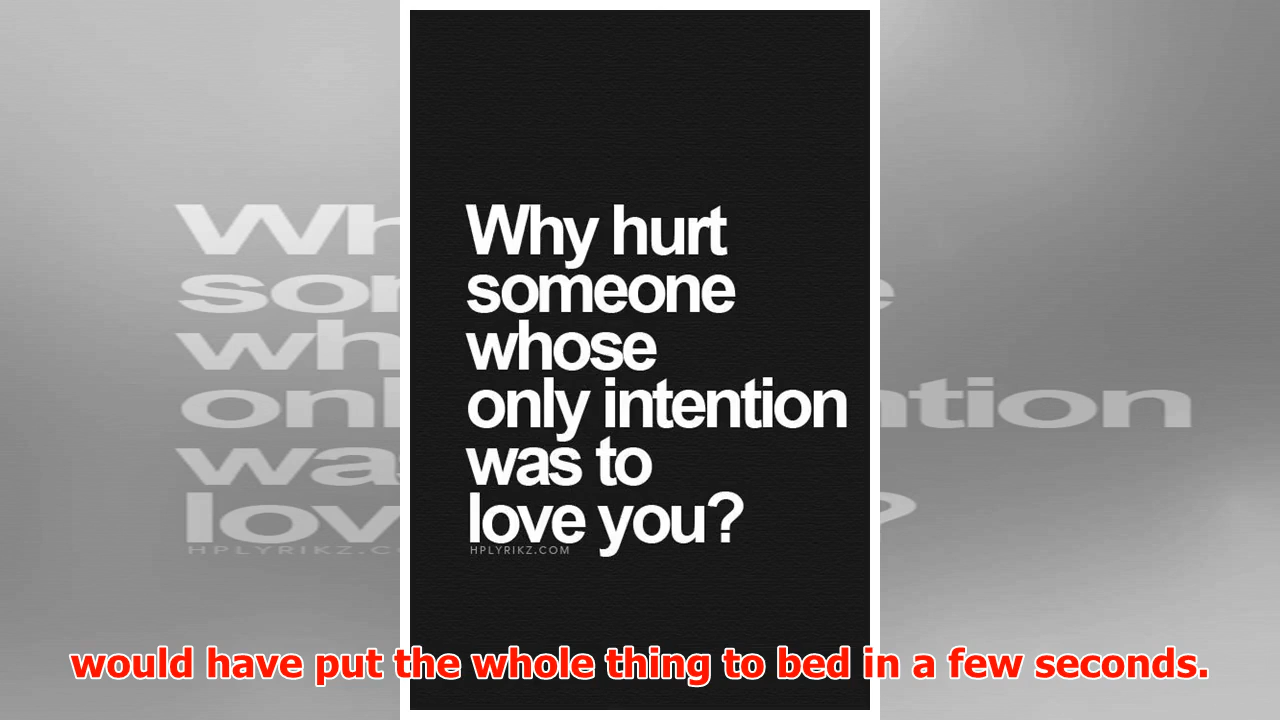 Why hurt
someone
whose
only intention
was to
love you?
HPLYRIKZ.COM
would have put the whole thing to bed in a few seconds.